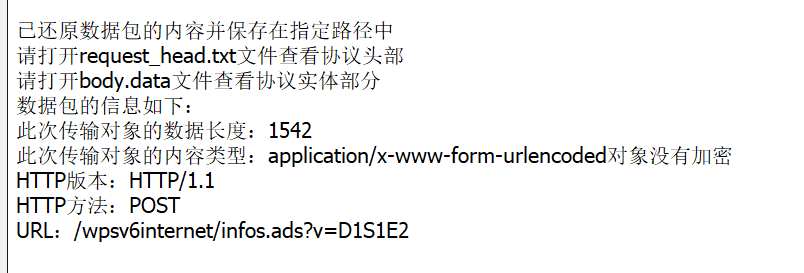 已还原数据包的内容并保存在指定路径中
请打开request_head.txt文件查看协议头部
请打开body.data文件查看协议实体部分
数据包的信息如下：
此次传输对象的数据长度：1542
此次传输对象的内容类型：application/x-www-form-urlencoded对象没有加密
HTTP版本：HTTP/1.1
HTTP方法：POST
URL：/wpsv6internet/infos.ads?v=D1S1E2